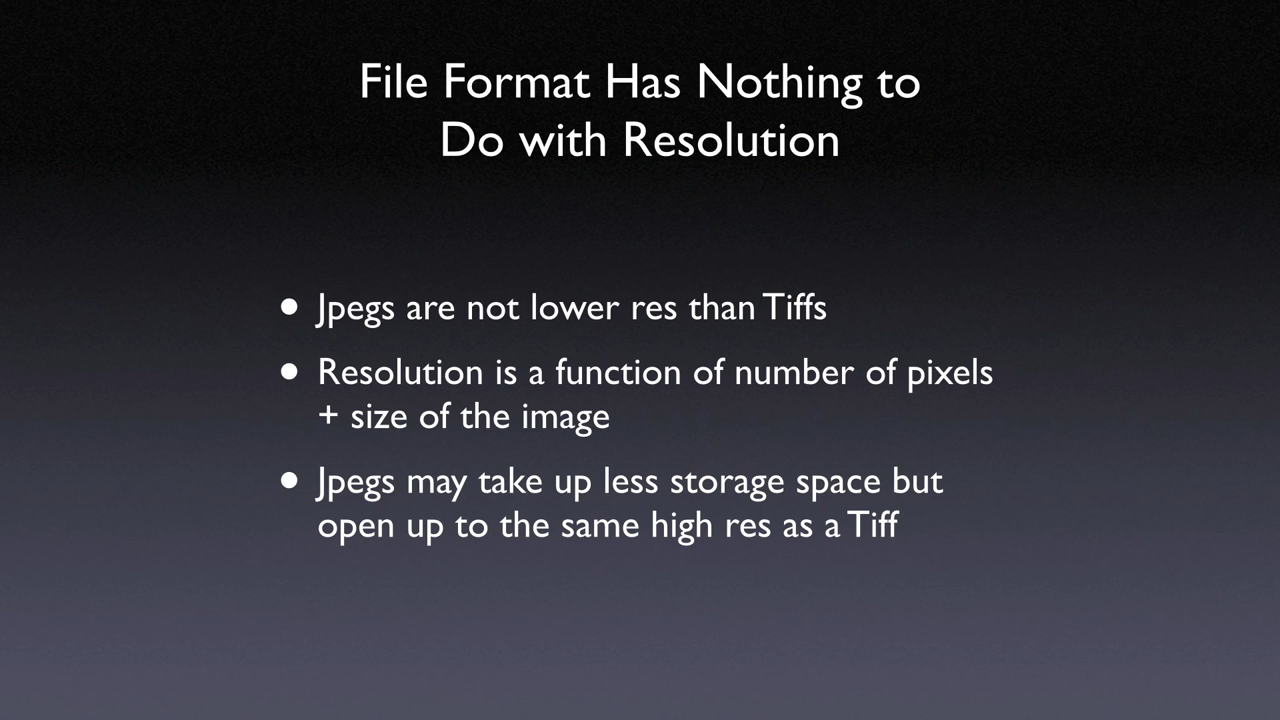 File Format Has Nothing to
Do with Resolution
• Jpegs are not lower res than Tiffs
• Resolution is a function of number of pixels
+ size of the image
• Jpegs may take up less storage space but
open up to the same high res as a Tiff